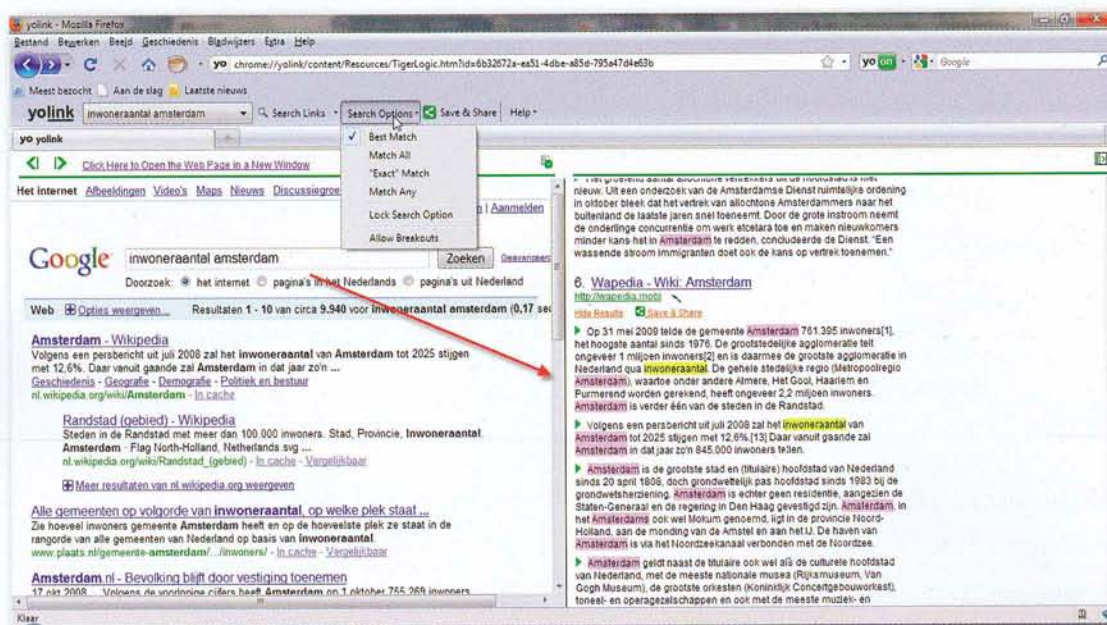 yolink - Mozilla Firefox
Bestand Bewerken Beeld Geschiedenis Bladwijzers Extra Help
yo chrome://yolink/content/Resources/TigerLogic.htm?id=6b32672a-ea51-4dbe-a85d-795a47d4e63b
yo on
Google
Meest bezocht Aan de slag Laatste nieuws
yolink inwoneraantal amsterdam Search Links Search Options Save & Share Help
yo yolink
Best Match
Match All
"Exact" Match
Match Any
Lock Search Option
Allow Breakouts
Click Here to Open the Web Page in a New Window
Het internet Afbeeldingen Video's Maps Nieuws Discussiegroe
| Aanmelden
Google inwoneraantal amsterdam Zoeken Geavanceerd
Doorzoek: het internet pagina's in het Nederlands pagina's uit Nederland
Web Opties weergeven... Resultaten 1 - 10 van circa 9.940 voor inwoneraantal amsterdam (0,17 sec
Amsterdam - Wikipedia
Volgens een persbericht uit juli 2008 zal het inwoneraantal van Amsterdam tot 2025 stijgen
met 12,6%. Daar vanuit gaande zal Amsterdam in dat jaar zo'n ...
Geschiedenis - Geografie - Demografie - Politiek en bestuur
nl.wikipedia.org/wiki/Amsterdam - In cache
Randstad (gebied) - Wikipedia
Steden in de Randstad met meer dan 100.000 inwoners. Stad, Provincie, Inwoneraantal,
Amsterdam - Flag North-Holland, Netherlands.svg ...
nl.wikipedia.org/wiki/Randstad_(gebied) - In cache - Vergelijkbaar
Meer resultaten van nl.wikipedia.org weergeven
Alle gemeenten op volgorde van inwoneraantal, op welke plek staat ...
Zie hoeveel inwoners gemeente Amsterdam heeft en op de hoeveelste plek ze staat in de
rangorde van alle gemeenten van Nederland op basis van inwoneraantal.
www.plaats.nl/gemeente-amsterdam/.../inwoners/ - In cache - Vergelijkbaar
Amsterdam.nl - Bevolking blijft door vestiging toenemen
17 okt 2008 ... Volgens de voorlopige cijfers heeft Amsterdam op 1 oktober 755.269 inwoners
nieuw. Uit een onderzoek van de Amsterdamse Dienst ruimtelijke ordening
in oktober bleek dat het vertrek van allochtone Amsterdammers naar het
buitenland de laatste jaren snel toeneemt. Door de grote instroom neemt
de onderlinge concurrentie om werk etcetara toe en maken nieuwkomers
minder kans het in Amsterdam te redden, concludeerde de Dienst. "Een
wassende stroom immigranten doet ook de kans op vertrek toenemen."
6. Wapedia - Wiki: Amsterdam
http://wapedia.mobi
Hide Results Save & Share
Op 31 mei 2009 telde de gemeente Amsterdam 761.395 inwoners[1],
het hoogste aantal sinds 1976. De grootstedelijke agglomeratie telt
ongeveer 1 miljoen inwoners[2] en is daarmee de grootste agglomeratie in
Nederland qua inwoneraantal. De gehele stedelijke regio (Metropoolregio
Amsterdam), waartoe onder andere Almere, Het Gooi, Haarlem en
Purmerend worden gerekend, heeft ongeveer 2,2 miljoen inwoners.
Amsterdam is verder één van de steden in de Randstad.
Volgens een persbericht uit juli 2008 zal het inwoneraantal van
Amsterdam tot 2025 stijgen met 12,6%.[13] Daar vanuit gaande zal
Amsterdam in dat jaar zo'n 845.000 inwoners tellen.
Amsterdam is de grootste stad en (titulaire) hoofdstad van Nederland
sinds 20 april 1808, doch grondwettelijk pas hoofdstad sinds 1983 bij de
grondwetsherziening. Amsterdam is echter geen residentie, aangezien de
Staten-Generaal en de regering in Den Haag gevestigd zijn. Amsterdam, in
het Amsterdams ook wel Mokum genoemd, ligt in de provincie Noord-
Holland, aan de monding van de Amstel en aan het IJ. De haven van
Amsterdam is via het Noordzeekanaal verbonden met de Noordzee.
Amsterdam geldt naast de titulaire ook wel als de culturele hoofdstad
van Nederland, met de meeste nationale musea (Rijksmuseum, Van
Gogh Museum), de grootste orkesten (Koninklijk Concertgebouworkest),
toneel- en operagezelschappen en ook met de meeste muziek- en
Klaar